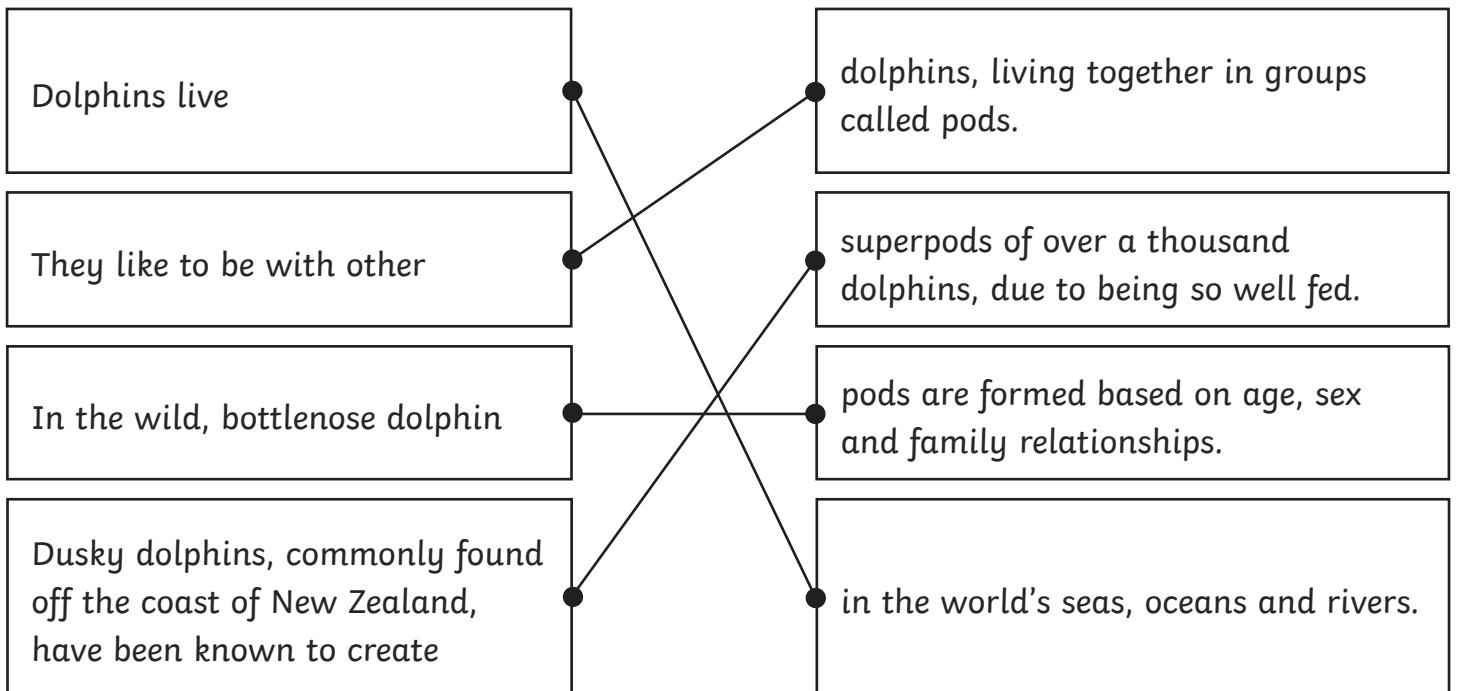 Dolphins live
They like to be with other
In the wild, bottlenose dolphin
Dusky dolphins, commonly found
off the coast of New Zealand,
have been known to create
dolphins, living together in groups
called pods.
superpods of over a thousand
dolphins, due to being so well fed.
pods are formed based on age, sex
and family relationships.
in the world's seas, oceans and rivers.